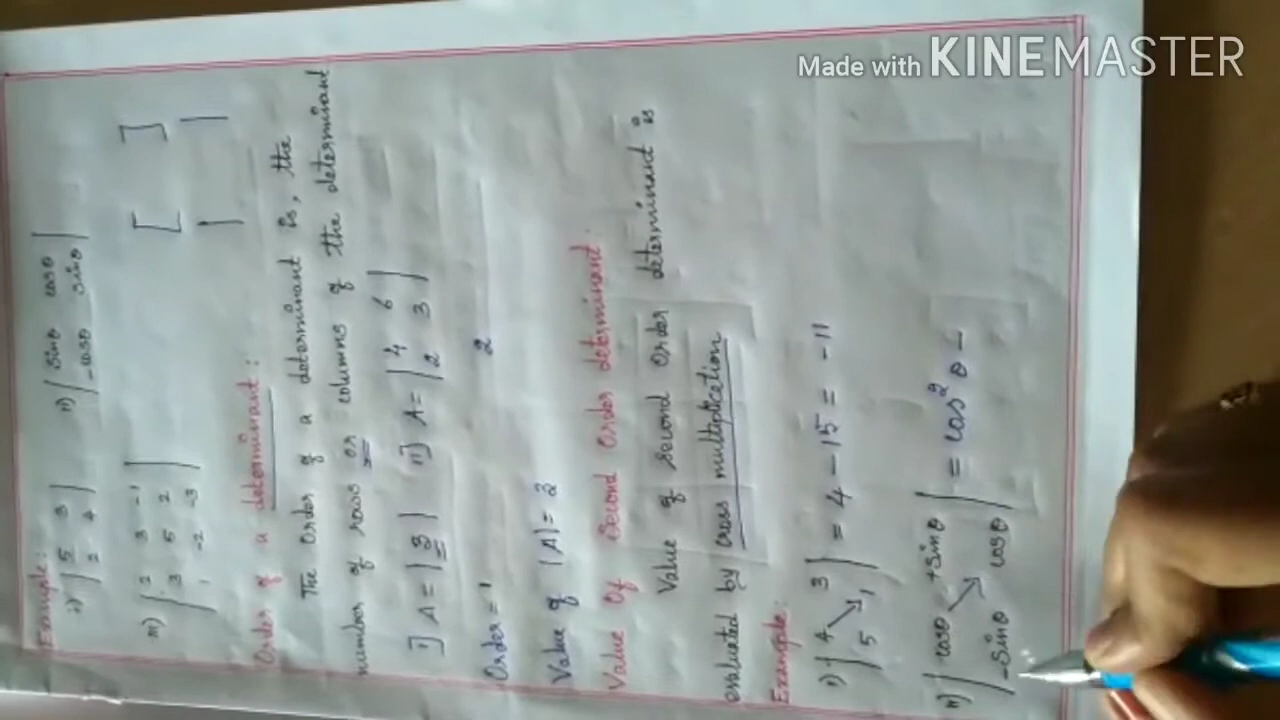 Made with KINEMASTER
Example:
i) | 5 3 | ii) | sinθ cosθ |
| 2 4 | | -cosθ sinθ |
iii) | 2 3 -1 | [ ]
| 3 5 2 |
| 1 -2 -3 | | |
Order of a determinant:
The Order of a determinant is, the
number of rows or columns of the determinant
i] A = | 3 | ii] A = | 4 6 |
| 2 3 |
Order = 1 2
Value of |A| = 3
Value Of Second Order determinant.
Value of second Order determinant is
evaluated by cross multiplication
Example:
i) | 4 3 |
| 5 1 | = 4 - 15 = -11
ii) | cosθ +sinθ |
| -sinθ cosθ | = cos²θ -